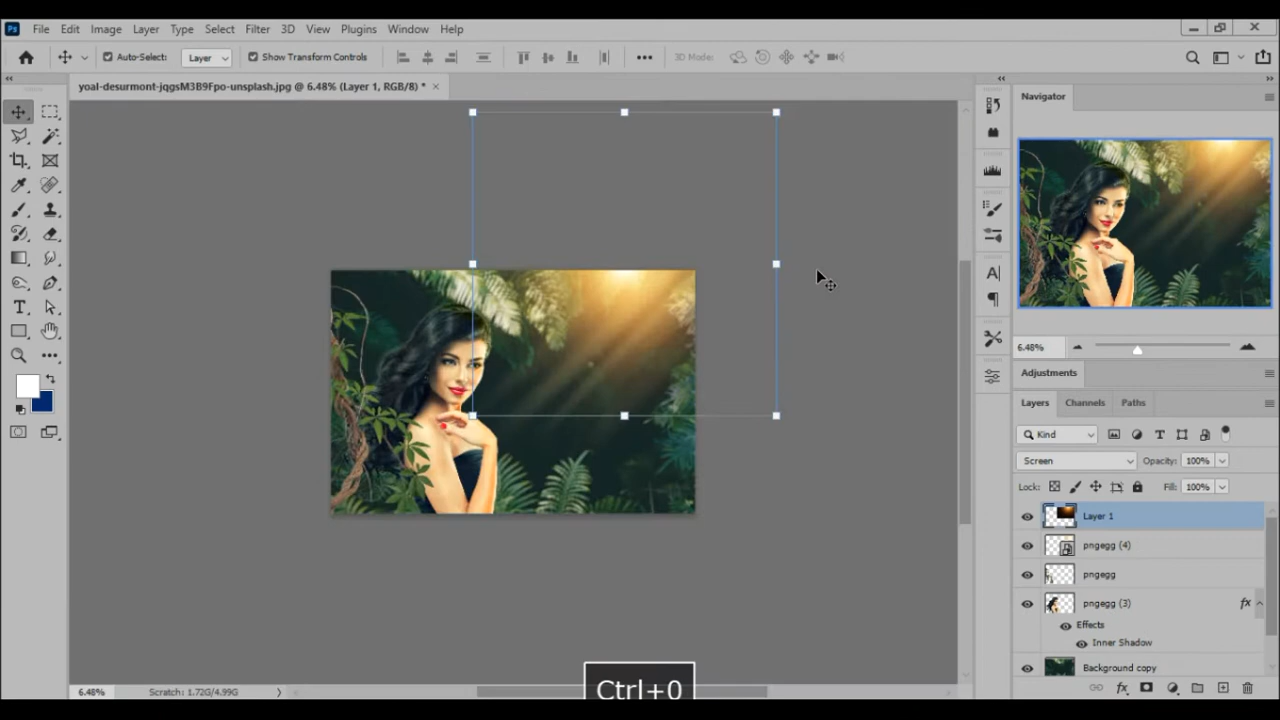 Ps File Edit Image Layer Type Select Filter 3D View Plugins Window Help
Auto-Select: Layer Show Transform Controls 3D Mode:
yoal-desurmont-jqgsM3B9Fpo-unsplash.jpg @ 6.48% (Layer 1, RGB/8) *
Navigator
6.48%
Adjustments
Layers Channels Paths
Kind
Screen Opacity: 100%
Lock: Fill: 100%
Layer 1
pngegg (4)
pngegg
pngegg (3) fx
Effects
Inner Shadow
Background copy
6.48% Scratch: 1.72G/4.99G
Ctrl+0